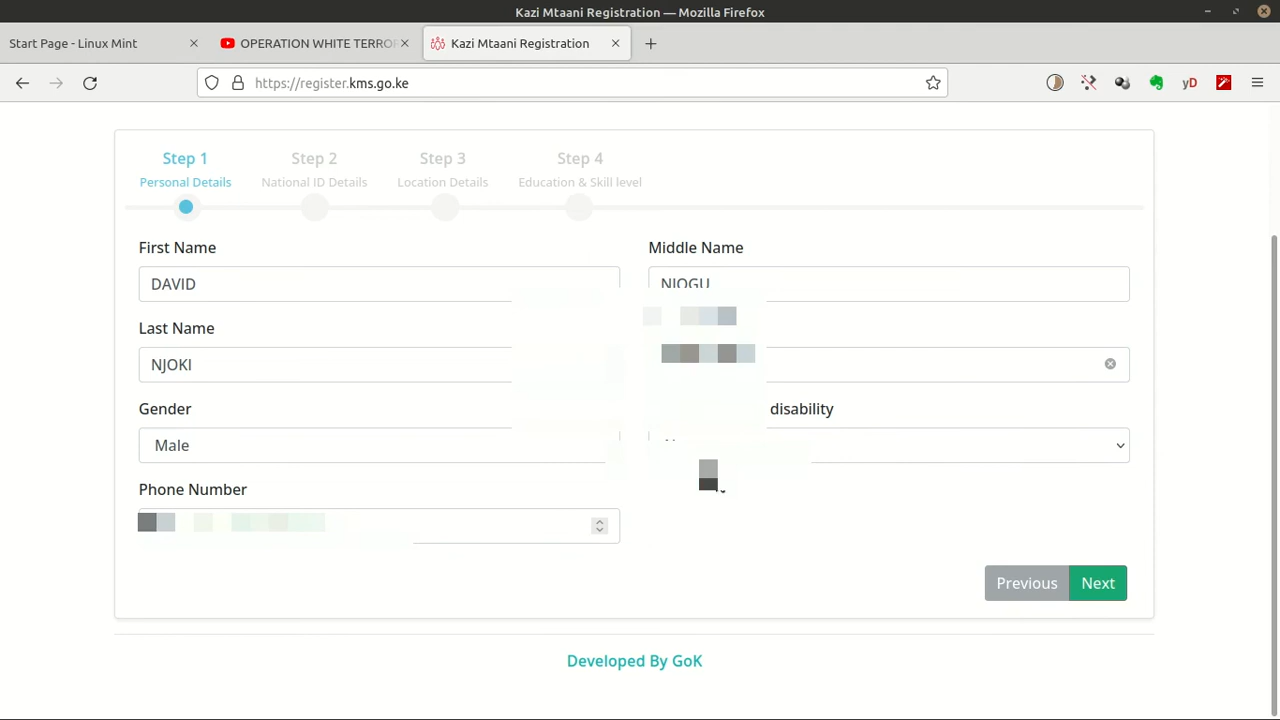 Kazi Mtaani Registration — Mozilla Firefox
Start Page - Linux Mint
OPERATION WHITE TERROR
Kazi Mtaani Registration
https://register.kms.go.ke
yD
Step 1 Step 2 Step 3 Step 4
Personal Details National ID Details Location Details Education & Skill level
First Name Middle Name
DAVID NJOGU
Last Name
NJOKI
Gender disability
Male
Phone Number
Previous Next
Developed By GoK